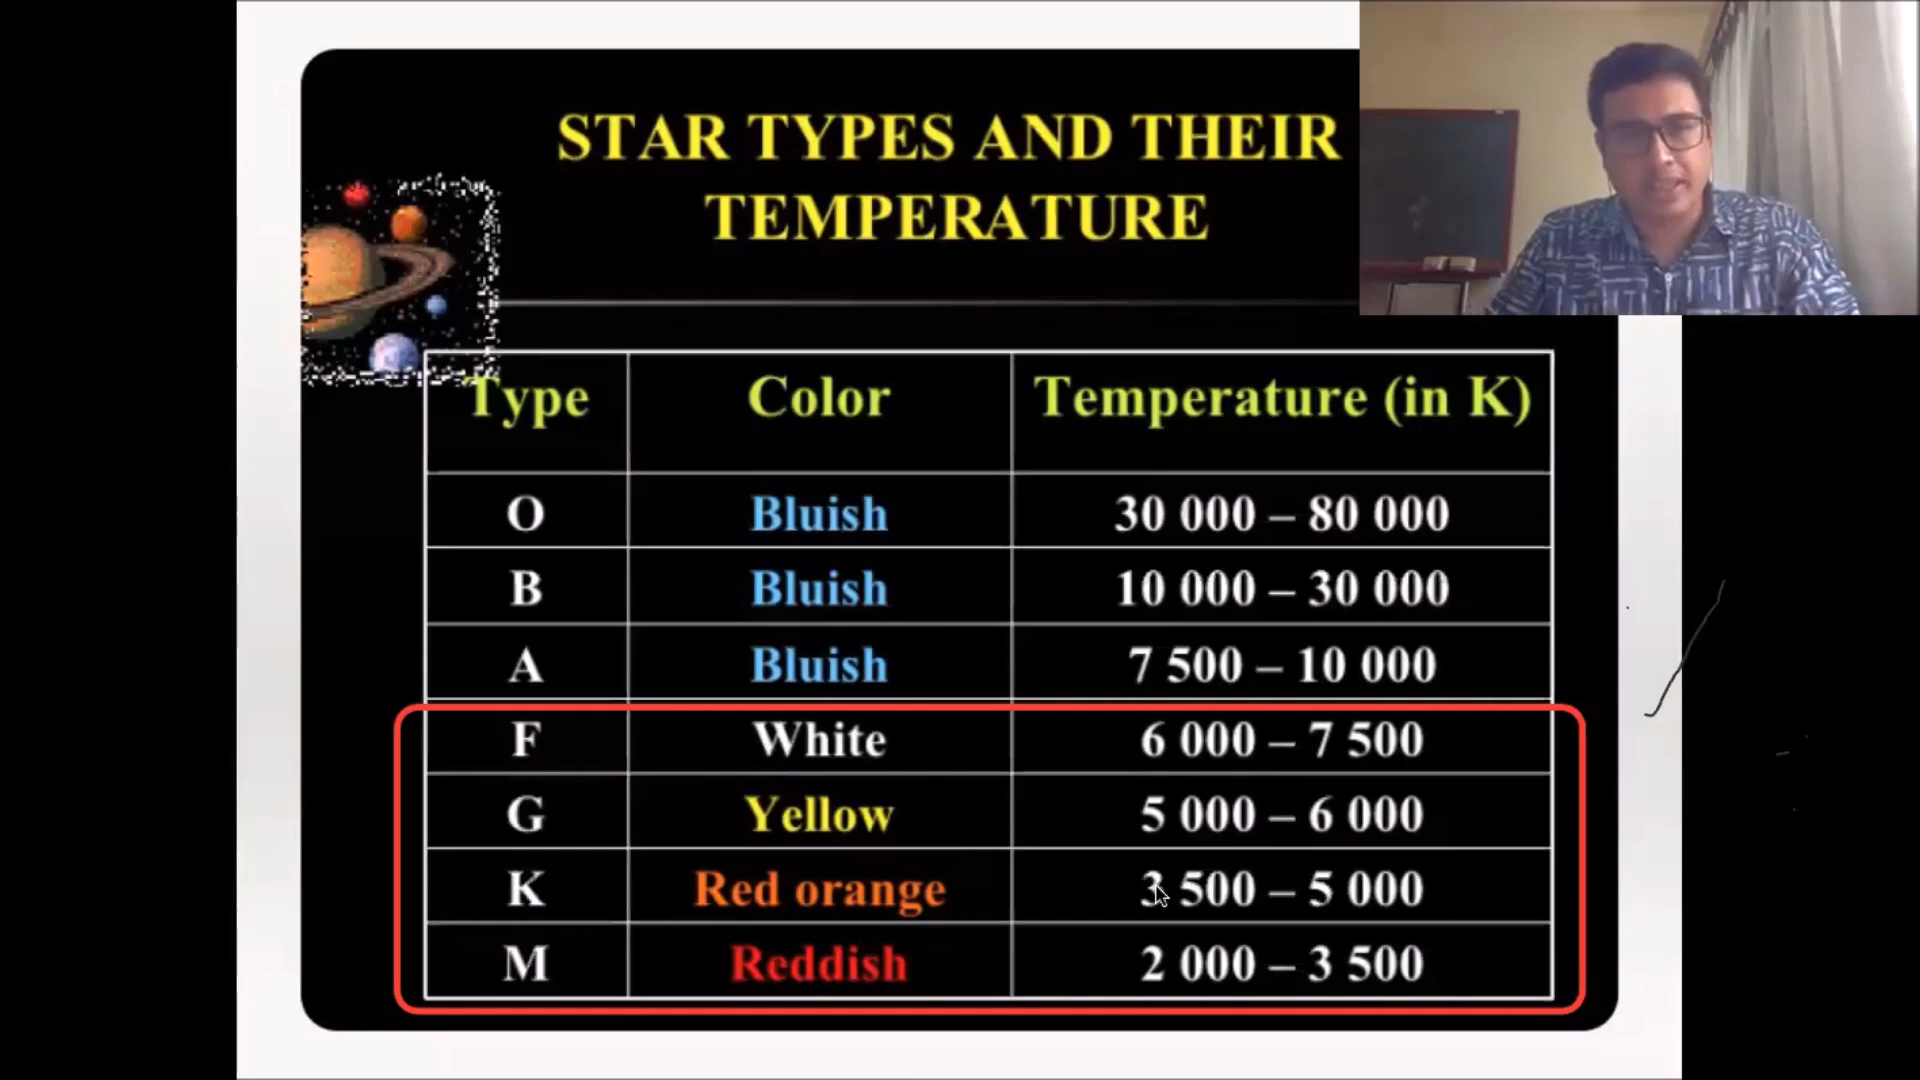 STAR TYPES AND THEIR
TEMPERATURE
Type Color Temperature (in K)
O Bluish 30 000 – 80 000
B Bluish 10 000 – 30 000
A Bluish 7 500 – 10 000
F White 6 000 – 7 500
G Yellow 5 000 – 6 000
K Red orange 3 500 – 5 000
M Reddish 2 000 – 3 500